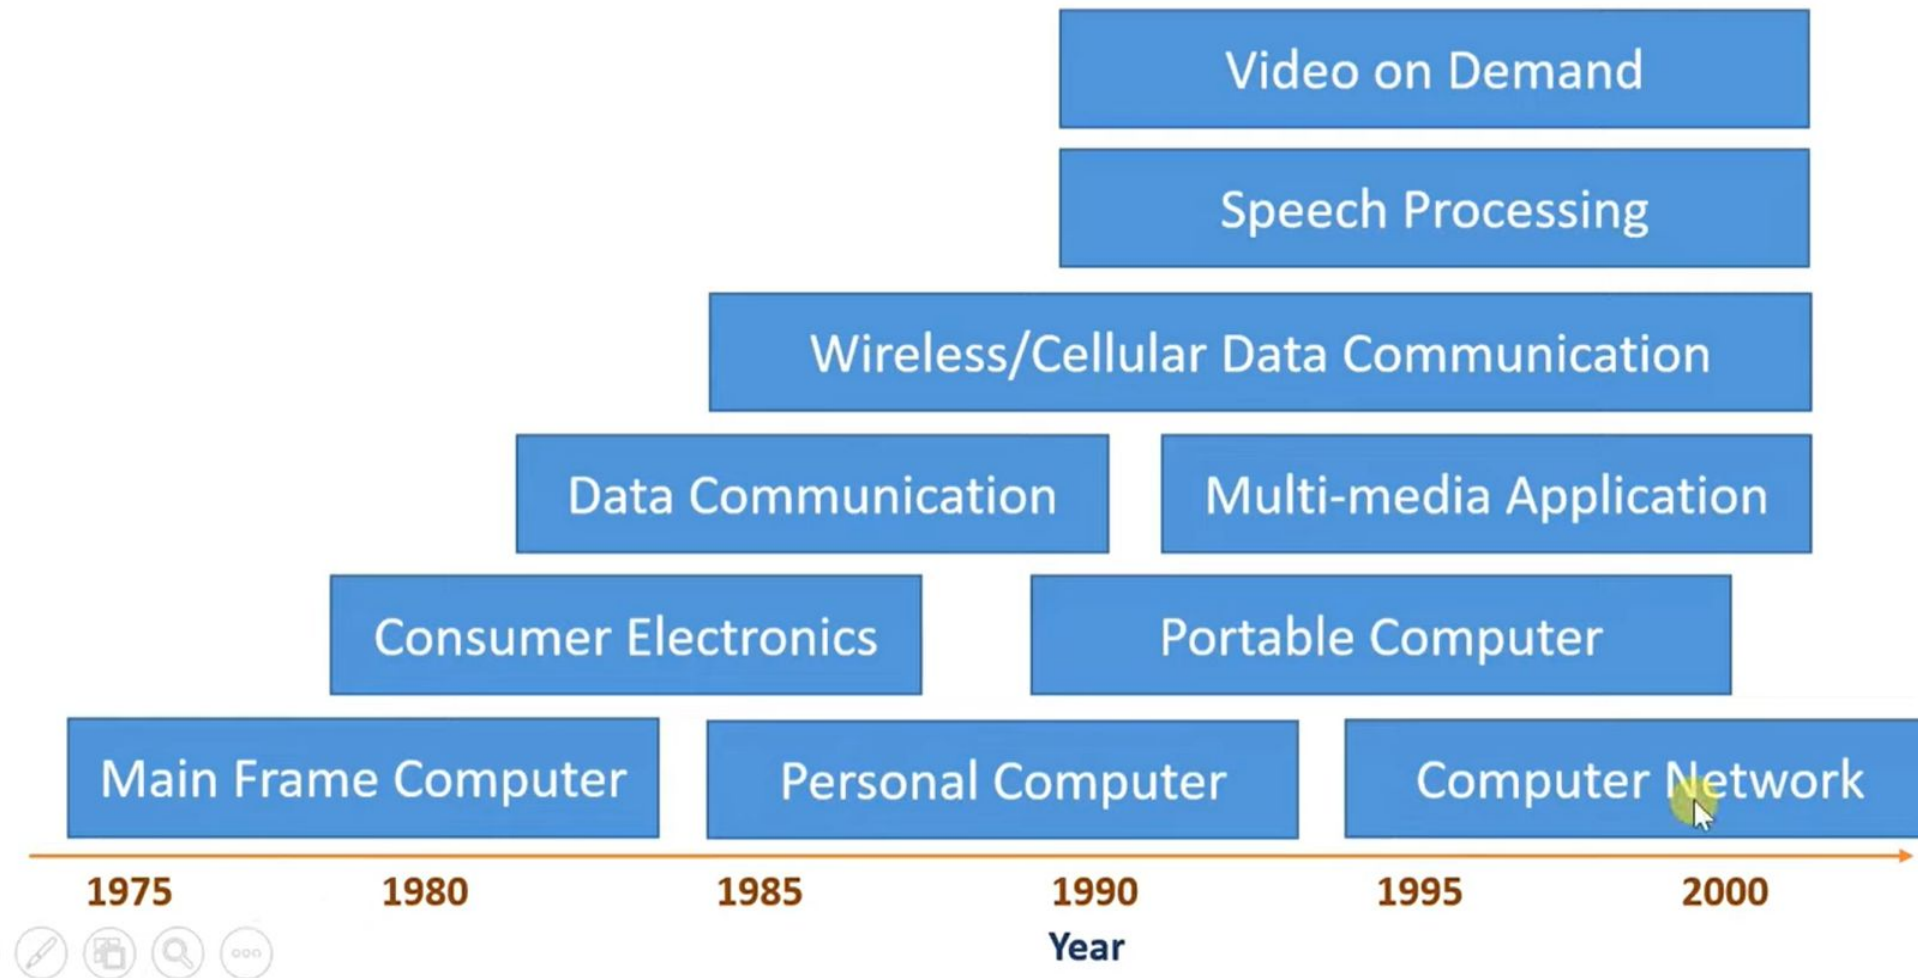 Video on Demand
Speech Processing
Wireless/Cellular Data Communication
Data Communication
Multi-media Application
Consumer Electronics
Portable Computer
Main Frame Computer
Personal Computer
Computer Network
1975 1980 1985 1990 1995 2000
Year